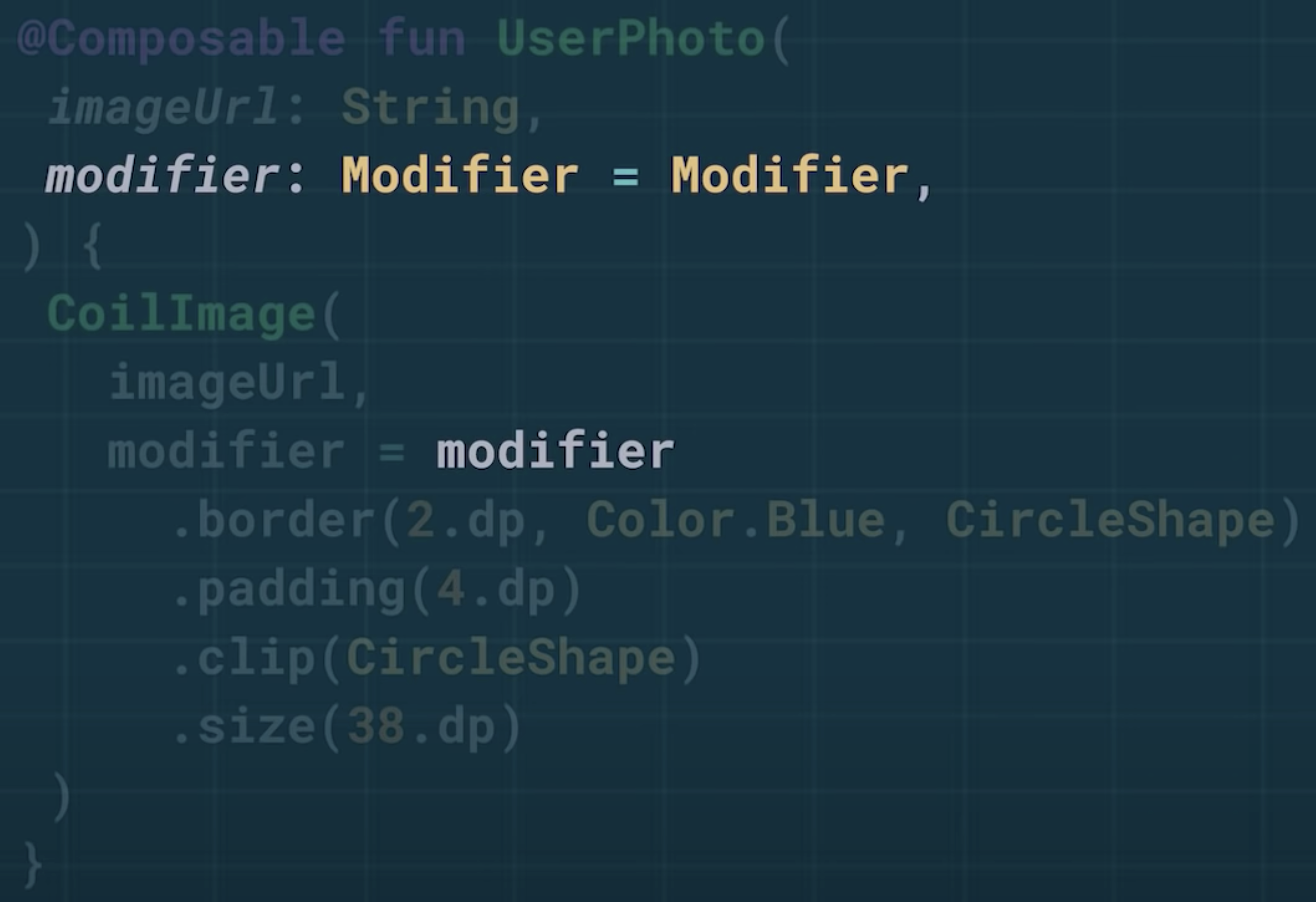 @Composable fun UserPhoto(
imageUrl: String,
modifier: Modifier = Modifier,
) {
CoilImage(
imageUrl,
modifier = modifier
.border(2.dp, Color.Blue, CircleShape)
.padding(4.dp)
.clip(CircleShape)
.size(38.dp)
)
}